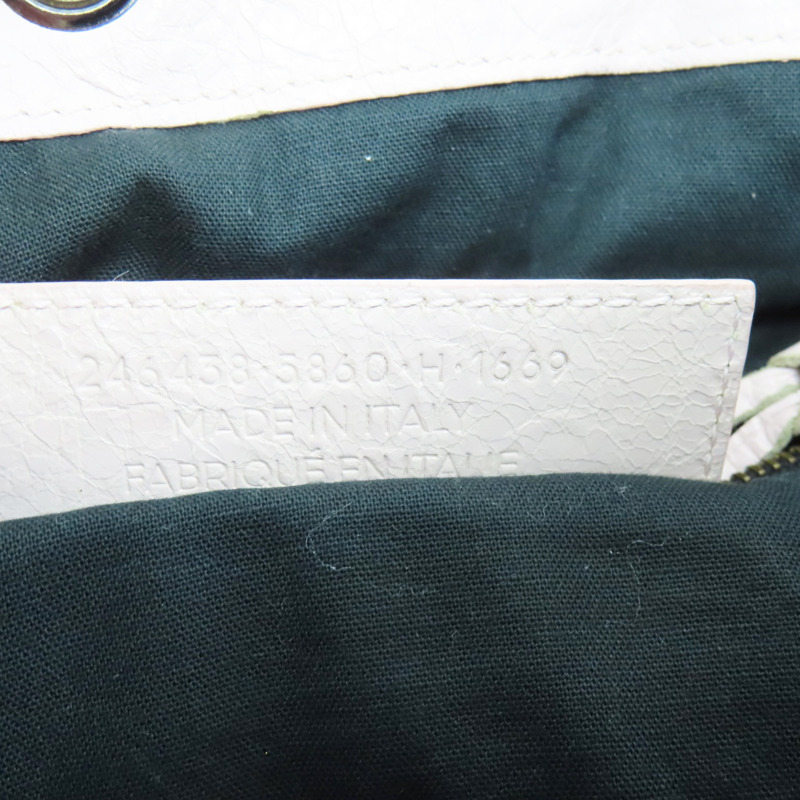 246438·5860·H·1669
MADE IN ITALY
FABRIQUÉ EN ITALIE